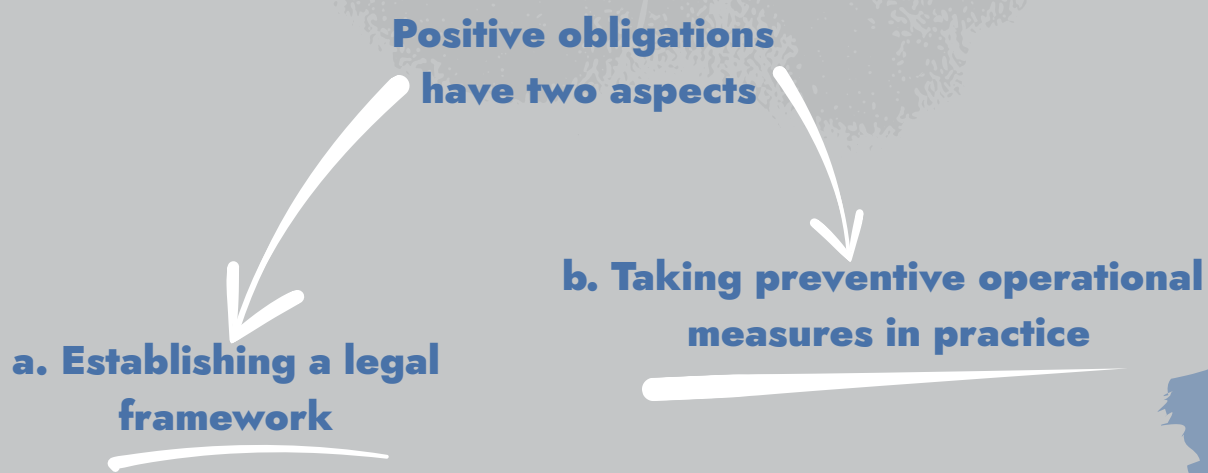 Positive obligations
have two aspects
a. Establishing a legal
framework
b. Taking preventive operational
measures in practice